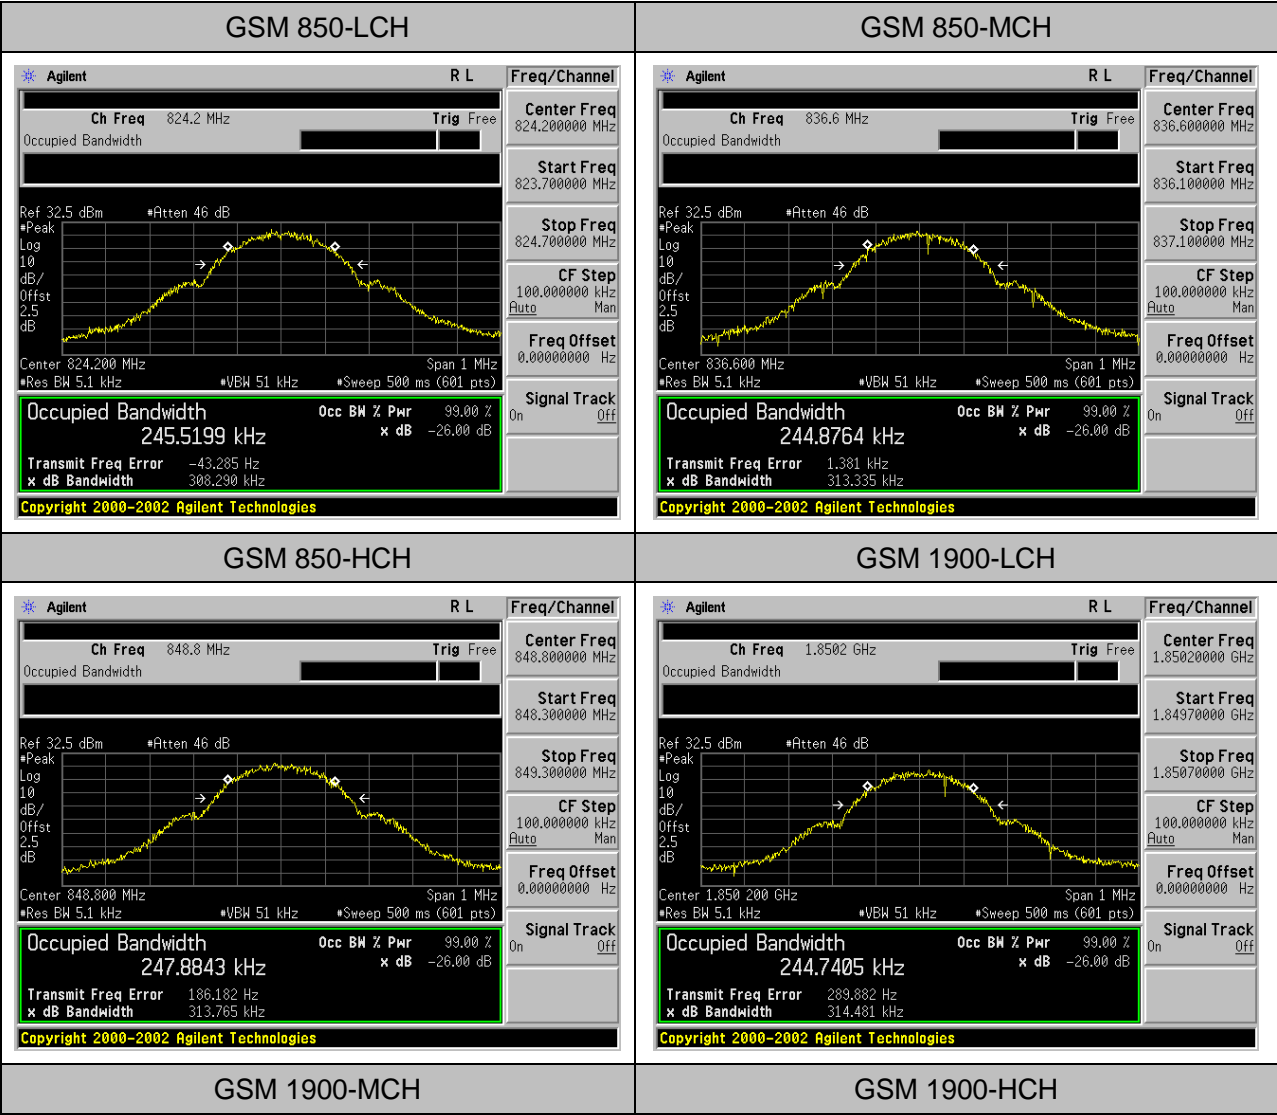 GSM 850-LCH
GSM 850-MCH
Agilent
R L
Freq/Channel
Ch Freq 824.2 MHz
Trig Free
Occupied Bandwidth
Center Freq
824.200000 MHz
Start Freq
823.700000 MHz
Stop Freq
824.700000 MHz
CF Step
100.000000 kHz
Auto Man
Freq Offset
0.00000000 Hz
Signal Track
On Off
Ref 32.5 dBm #Atten 46 dB
#Peak
Log
10
dB/
Offst
2.5
dB
Center 824.200 MHz Span 1 MHz
#Res BW 5.1 kHz #VBW 51 kHz #Sweep 500 ms (601 pts)
Occupied Bandwidth Occ BW % Pwr 99.00 %
245.5199 kHz x dB -26.00 dB
Transmit Freq Error -43.285 Hz
x dB Bandwidth 308.290 kHz
Copyright 2000-2002 Agilent Technologies
Agilent
R L
Freq/Channel
Ch Freq 836.6 MHz
Trig Free
Occupied Bandwidth
Center Freq
836.600000 MHz
Start Freq
836.100000 MHz
Stop Freq
837.100000 MHz
CF Step
100.000000 kHz
Auto Man
Freq Offset
0.00000000 Hz
Signal Track
On Off
Ref 32.5 dBm #Atten 46 dB
#Peak
Log
10
dB/
Offst
2.5
dB
Center 836.600 MHz Span 1 MHz
#Res BW 5.1 kHz #VBW 51 kHz #Sweep 500 ms (601 pts)
Occupied Bandwidth Occ BW % Pwr 99.00 %
244.8764 kHz x dB -26.00 dB
Transmit Freq Error 1.381 kHz
x dB Bandwidth 313.335 kHz
Copyright 2000-2002 Agilent Technologies
GSM 850-HCH
GSM 1900-LCH
Agilent
R L
Freq/Channel
Ch Freq 848.8 MHz
Trig Free
Occupied Bandwidth
Center Freq
848.800000 MHz
Start Freq
848.300000 MHz
Stop Freq
849.300000 MHz
CF Step
100.000000 kHz
Auto Man
Freq Offset
0.00000000 Hz
Signal Track
On Off
Ref 32.5 dBm #Atten 46 dB
#Peak
Log
10
dB/
Offst
2.5
dB
Center 848.800 MHz Span 1 MHz
#Res BW 5.1 kHz #VBW 51 kHz #Sweep 500 ms (601 pts)
Occupied Bandwidth Occ BW % Pwr 99.00 %
247.8843 kHz x dB -26.00 dB
Transmit Freq Error 186.182 Hz
x dB Bandwidth 313.765 kHz
Copyright 2000-2002 Agilent Technologies
Agilent
R L
Freq/Channel
Ch Freq 1.8502 GHz
Trig Free
Occupied Bandwidth
Center Freq
1.85020000 GHz
Start Freq
1.84970000 GHz
Stop Freq
1.85070000 GHz
CF Step
100.000000 kHz
Auto Man
Freq Offset
0.00000000 Hz
Signal Track
On Off
Ref 32.5 dBm #Atten 46 dB
#Peak
Log
10
dB/
Offst
2.5
dB
Center 1.850 200 GHz Span 1 MHz
#Res BW 5.1 kHz #VBW 51 kHz #Sweep 500 ms (601 pts)
Occupied Bandwidth Occ BW % Pwr 99.00 %
244.7405 kHz x dB -26.00 dB
Transmit Freq Error 289.882 Hz
x dB Bandwidth 314.481 kHz
Copyright 2000-2002 Agilent Technologies
GSM 1900-MCH
GSM 1900-HCH